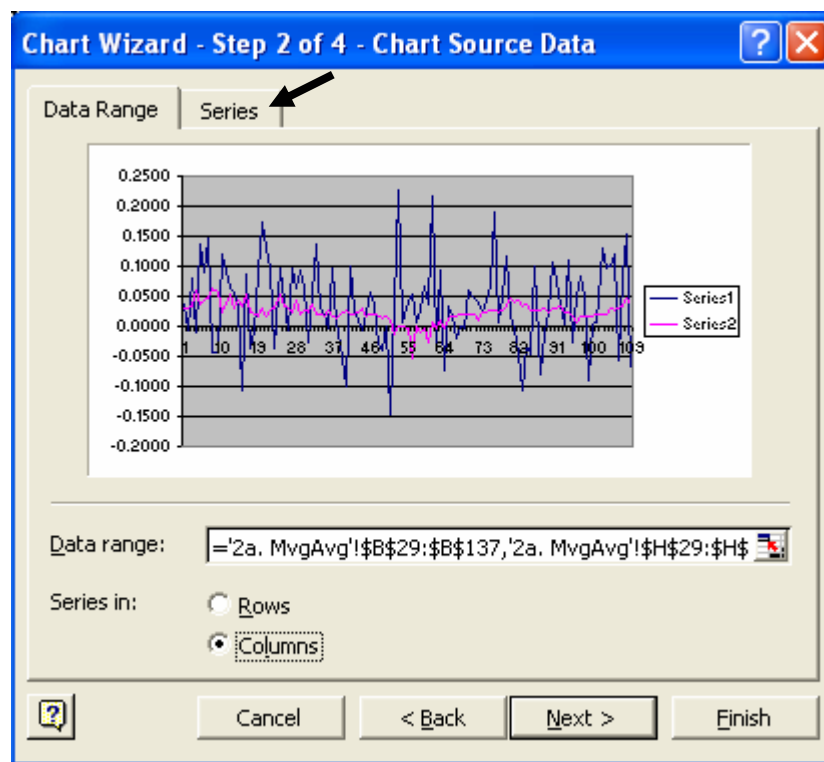 Chart Wizard - Step 2 of 4 - Chart Source Data
Data Range Series
0.2500
0.2000
0.1500
0.1000
0.0500
0.0000
-0.0500
-0.1000
-0.1500
-0.2000
1 10 19 28 37 46 55 64 73 82 91 100 109
Series1
Series2
Data range: ='2a. MvgAvg'!$B$29:$B$137,'2a. MvgAvg'!$H$29:$H$
Series in: Rows
Columns
Cancel < Back Next > Finish